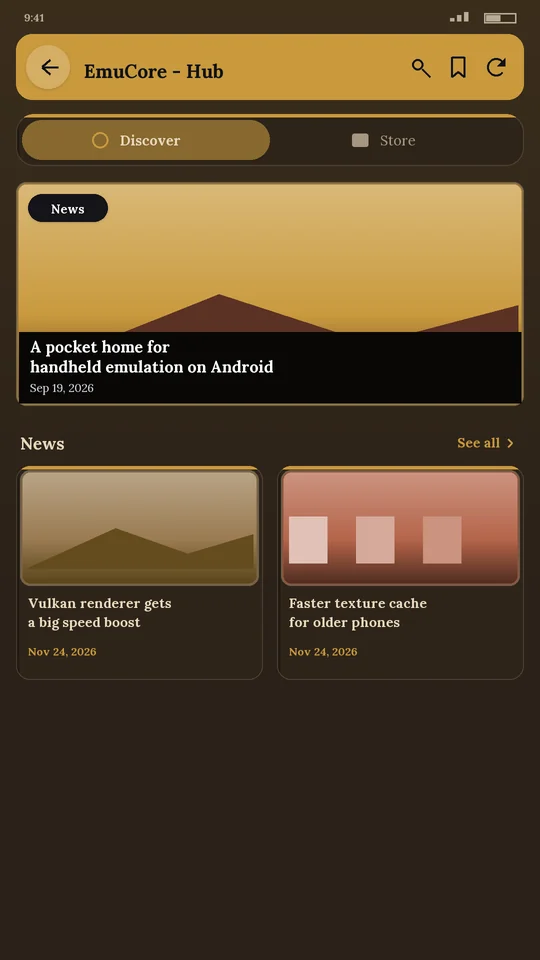 9:41
EmuCore - Hub
Discover
Store
News
A pocket home for
handheld emulation on Android
Sep 19, 2026
News
See all
Vulkan renderer gets
a big speed boost
Nov 24, 2026
Faster texture cache
for older phones
Nov 24, 2026